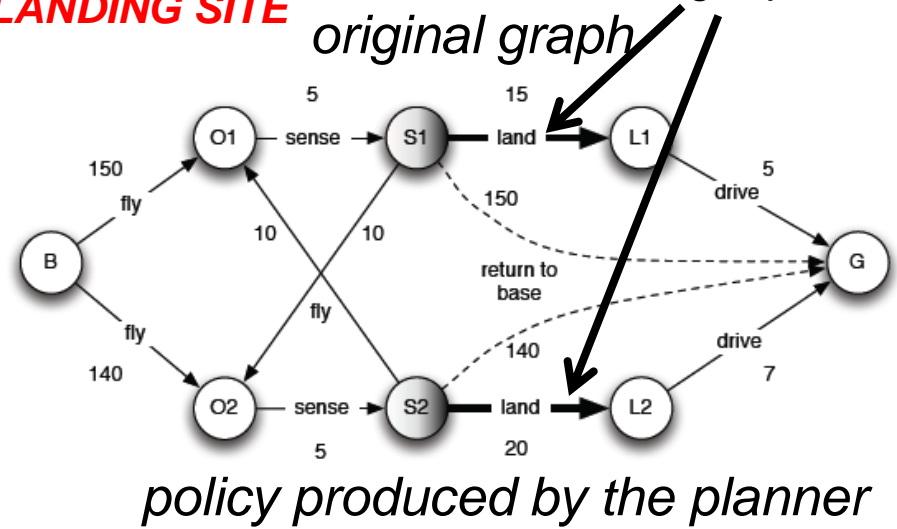 LANDING SITE
original graph
5
15
O1
sense
S1
land
L1
150
fly
5
drive
150
10
10
B
return to
base
G
fly
fly
140
drive
140
7
O2
sense
S2
land
L2
5
20
policy produced by the planner